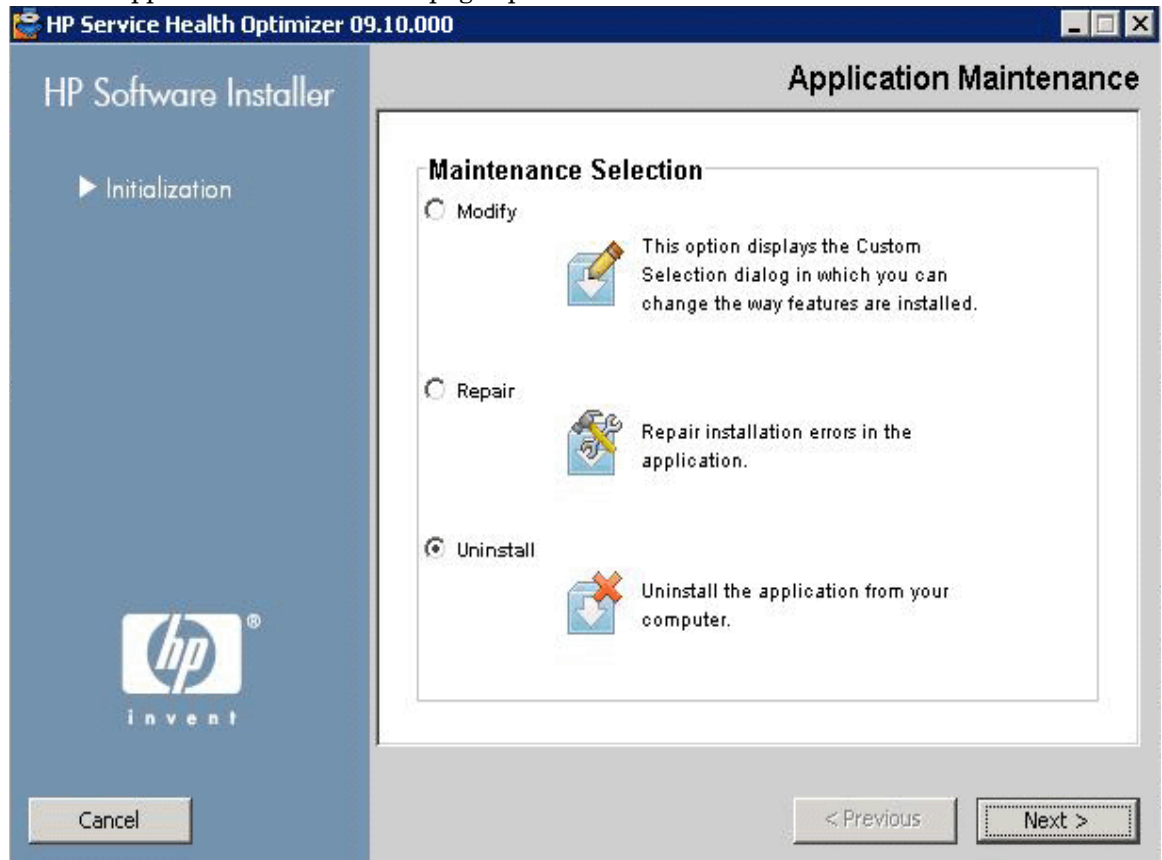 HP Service Health Optimizer 09.10.000
HP Software Installer
Initialization
Application Maintenance
Maintenance Selection
Modify
This option displays the Custom
Selection dialog in which you can
change the way features are installed.
Repair
Repair installation errors in the
application.
Uninstall
Uninstall the application from your
computer.
hp
®
invent
Cancel
< Previous
Next >